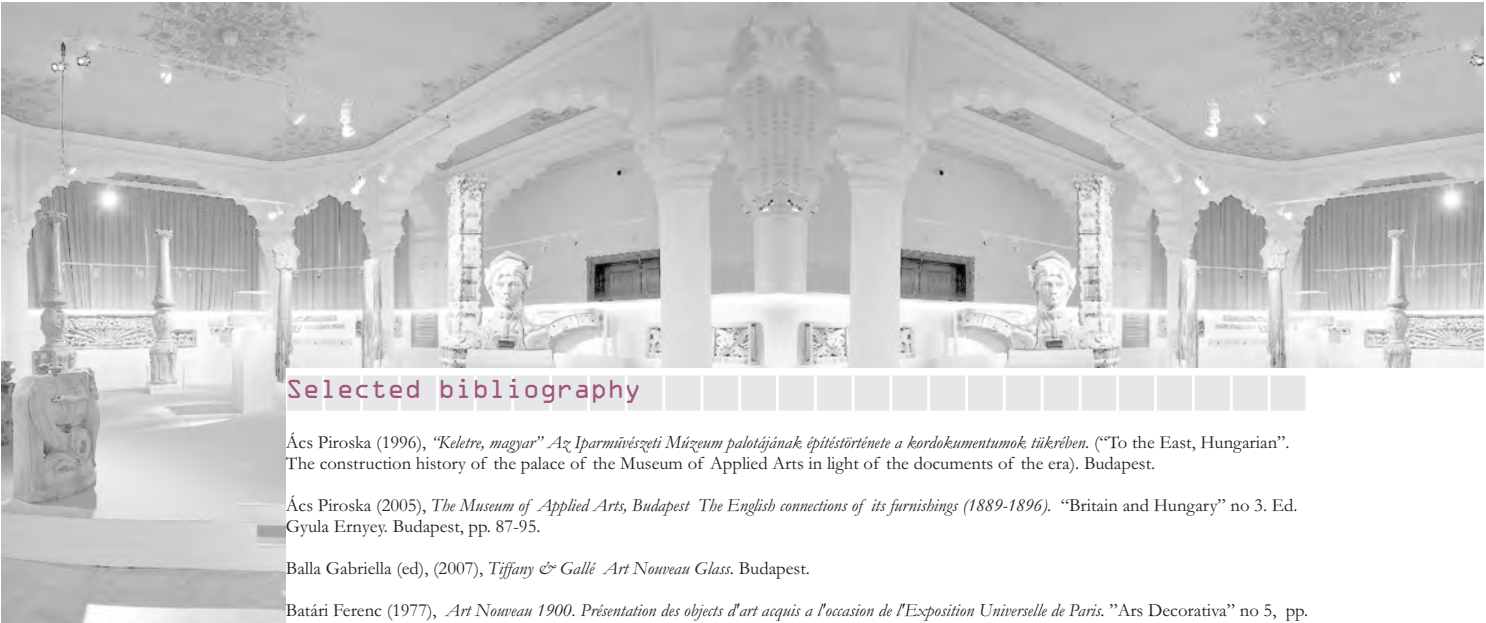 Selected bibliography
Ács Piroska (1996), “Keletre, magyar” Az Iparművészeti Múzeum palotájának építéstörténete a kordokumentumok tükrében. (“To the East, Hungarian”.
The construction history of the palace of the Museum of Applied Arts in light of the documents of the era). Budapest.
Ács Piroska (2005), The Museum of Applied Arts, Budapest The English connections of its furnishings (1889-1896). “Britain and Hungary” no 3. Ed.
Gyula Ernyey. Budapest, pp. 87-95.
Balla Gabriella (ed), (2007), Tiffany & Gallé Art Nouveau Glass. Budapest.
Batári Ferenc (1977), Art Nouveau 1900. Présentation des objects d'art acquis a l'occasion de l'Exposition Universelle de Paris. ”Ars Decorativa” no 5, pp.